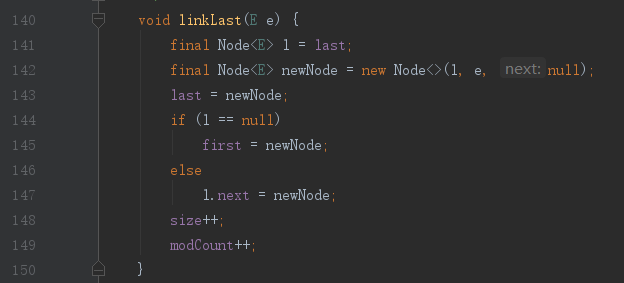 140 void linkLast(E e) {
141 final Node<E> l = last;
142 final Node<E> newNode = new Node<>(l, e, next: null);
143 last = newNode;
144 if (l == null)
145 first = newNode;
146 else
147 l.next = newNode;
148 size++;
149 modCount++;
150 }